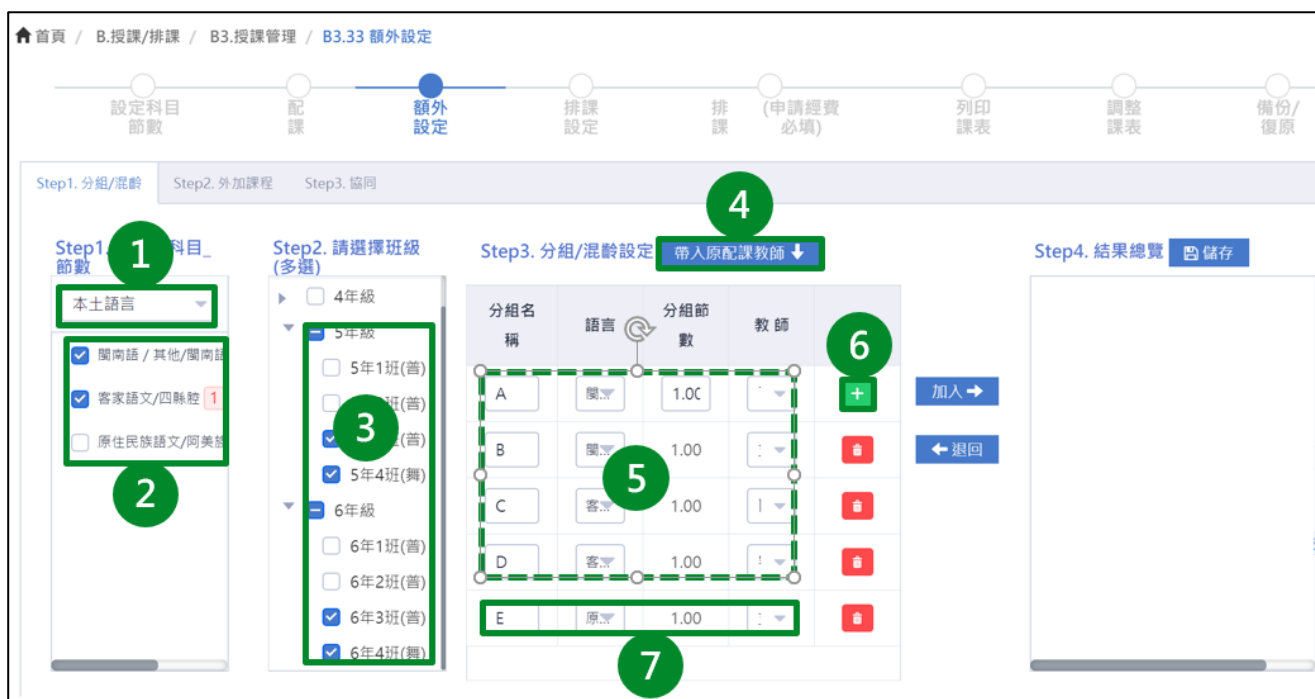 首頁 / B.授課/排課 / B3.授課管理 / B3.33 額外設定
設定科目
節數
配
課
額外
設定
排課
設定
排
課
(申請經費
必填)
列印
課表
調整
課表
備份/
復原
Step1. 分組/混齡
Step2. 外加課程
Step3. 協同
Step1.
科目_
節數
1
本土語言
閩南語 / 其他/閩南語
客家語文/四縣腔 1
原住民族語文/阿美族
2
Step2. 請選擇班級
(多選)
4年級
5年級
5年1班(普)
(普)
(普)
5年4班(舞)
6年級
6年1班(普)
6年2班(普)
6年3班(普)
6年4班(舞)
3
4
Step3. 分組/混齡設定
帶入原配課教師
分組名
稱
語言
分組節
數
教 師
6
A 閩... 1.00
+
B 閩... 1.00
5
C 客... 1.00
D 客... 1.00
E 原... 1.00
7
加入
退回
Step4. 結果總覽
儲存